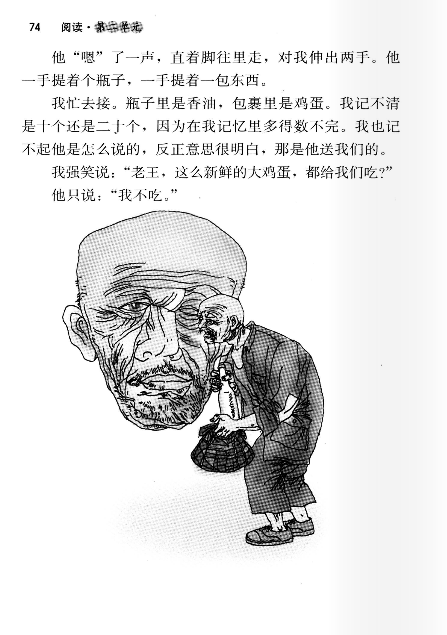 74 阅读·第二单元
他“嗯”了一声，直着脚往里走，对我伸出两手。他
一手提着个瓶子，一手提着一包东西。
我忙去接。瓶子里是香油，包裹里是鸡蛋。我记不清
是十个还是二十个，因为在我记忆里多得数不完。我也记
不起他是怎么说的，反正意思很明白，那是他送我们的。
我强笑说：“老王，这么新鲜的大鸡蛋，都给我们吃？”
他只说：“我不吃。”